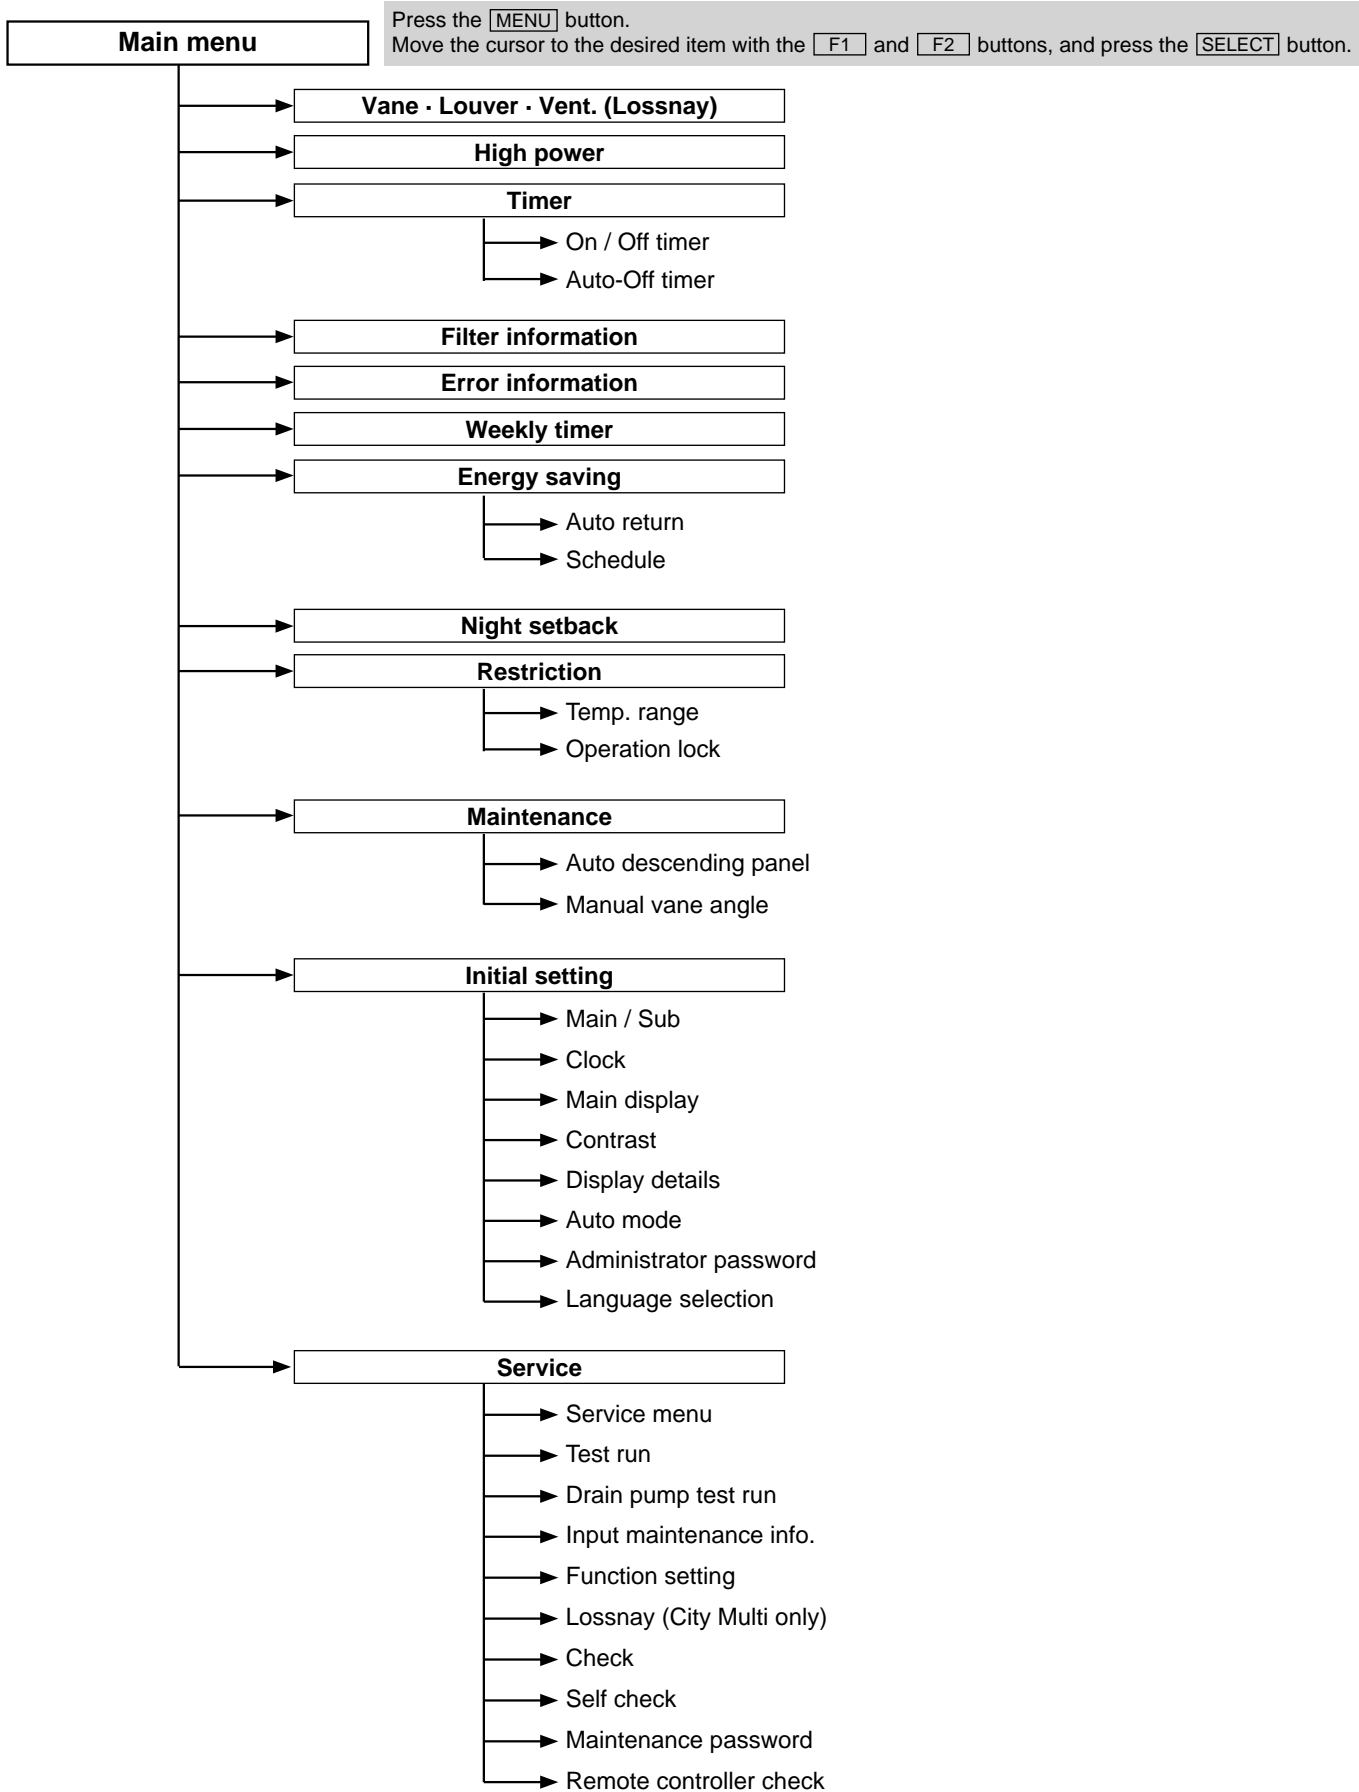 Main menu
Press the MENU button.
Move the cursor to the desired item with the F1 and F2 buttons, and press the SELECT button.
Vane · Louver · Vent. (Lossnay)
High power
Timer
On / Off timer
Auto-Off timer
Filter information
Error information
Weekly timer
Energy saving
Auto return
Schedule
Night setback
Restriction
Temp. range
Operation lock
Maintenance
Auto descending panel
Manual vane angle
Initial setting
Main / Sub
Clock
Main display
Contrast
Display details
Auto mode
Administrator password
Language selection
Service
Service menu
Test run
Drain pump test run
Input maintenance info.
Function setting
Lossnay (City Multi only)
Check
Self check
Maintenance password
Remote controller check